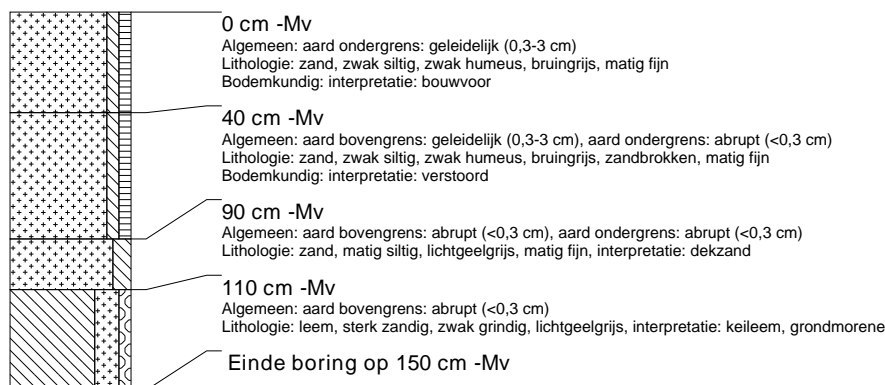 0 cm -Mv
Algemeen: aard ondergrens: geleidelijk (0,3-3 cm)
Lithologie: zand, zwak siltig, zwak humeus, bruingrijs, matig fijn
Bodemkundig: interpretatie: bouwvoor
40 cm -Mv
Algemeen: aard bovengrens: geleidelijk (0,3-3 cm), aard ondergrens: abrupt (<0,3 cm)
Lithologie: zand, zwak siltig, zwak humeus, bruingrijs, zandbrokken, matig fijn
Bodemkundig: interpretatie: verstoord
90 cm -Mv
Algemeen: aard bovengrens: abrupt (<0,3 cm), aard ondergrens: abrupt (<0,3 cm)
Lithologie: zand, matig siltig, lichtgeelgrijs, matig fijn, interpretatie: dekzand
110 cm -Mv
Algemeen: aard bovengrens: abrupt (<0,3 cm)
Lithologie: leem, sterk zandig, zwak grindig, lichtgeelgrijs, interpretatie: keileem, grondmorene
Einde boring op 150 cm -Mv